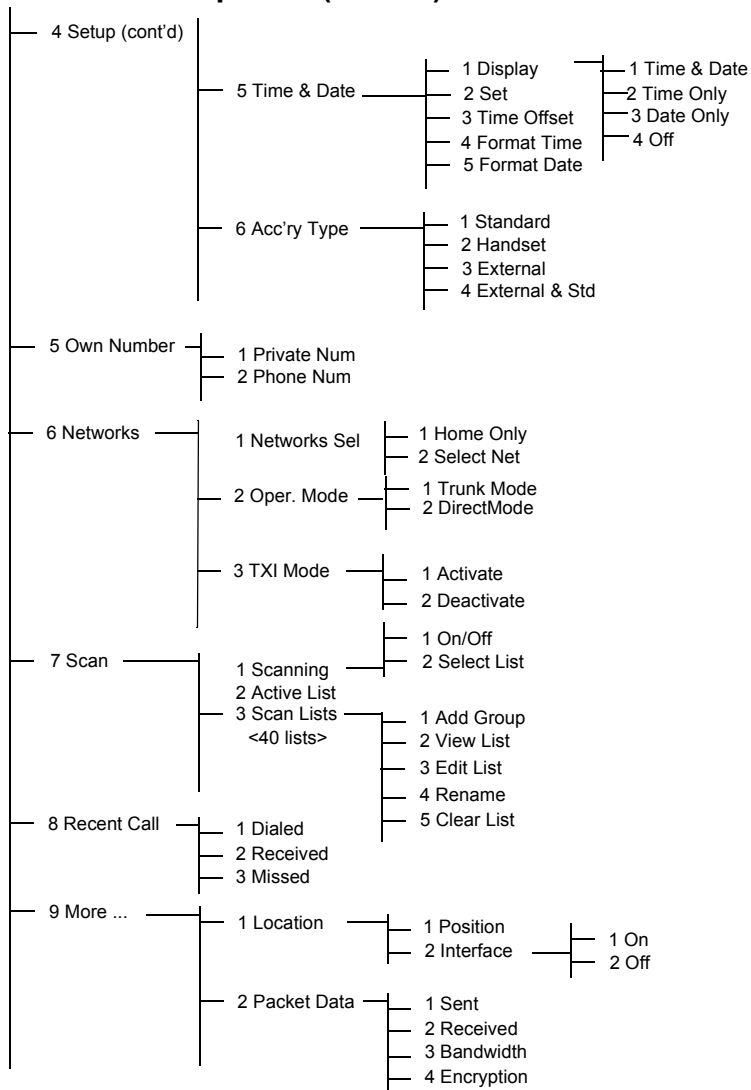 4 Setup (cont'd)
5 Time & Date
1 Display
1 Time & Date
2 Time Only
3 Date Only
4 Off
2 Set
3 Time Offset
4 Format Time
5 Format Date
6 Acc'ry Type
1 Standard
2 Handset
3 External
4 External & Std
5 Own Number
1 Private Num
2 Phone Num
6 Networks
1 Networks Sel
1 Home Only
2 Select Net
2 Oper. Mode
1 Trunk Mode
2 DirectMode
3 TXI Mode
1 Activate
2 Deactivate
7 Scan
1 Scanning
1 On/Off
2 Select List
2 Active List
3 Scan Lists
<40 lists>
1 Add Group
2 View List
3 Edit List
4 Rename
5 Clear List
8 Recent Call
1 Dialed
2 Received
3 Missed
9 More ...
1 Location
1 Position
2 Interface
1 On
2 Off
2 Packet Data
1 Sent
2 Received
3 Bandwidth
4 Encryption